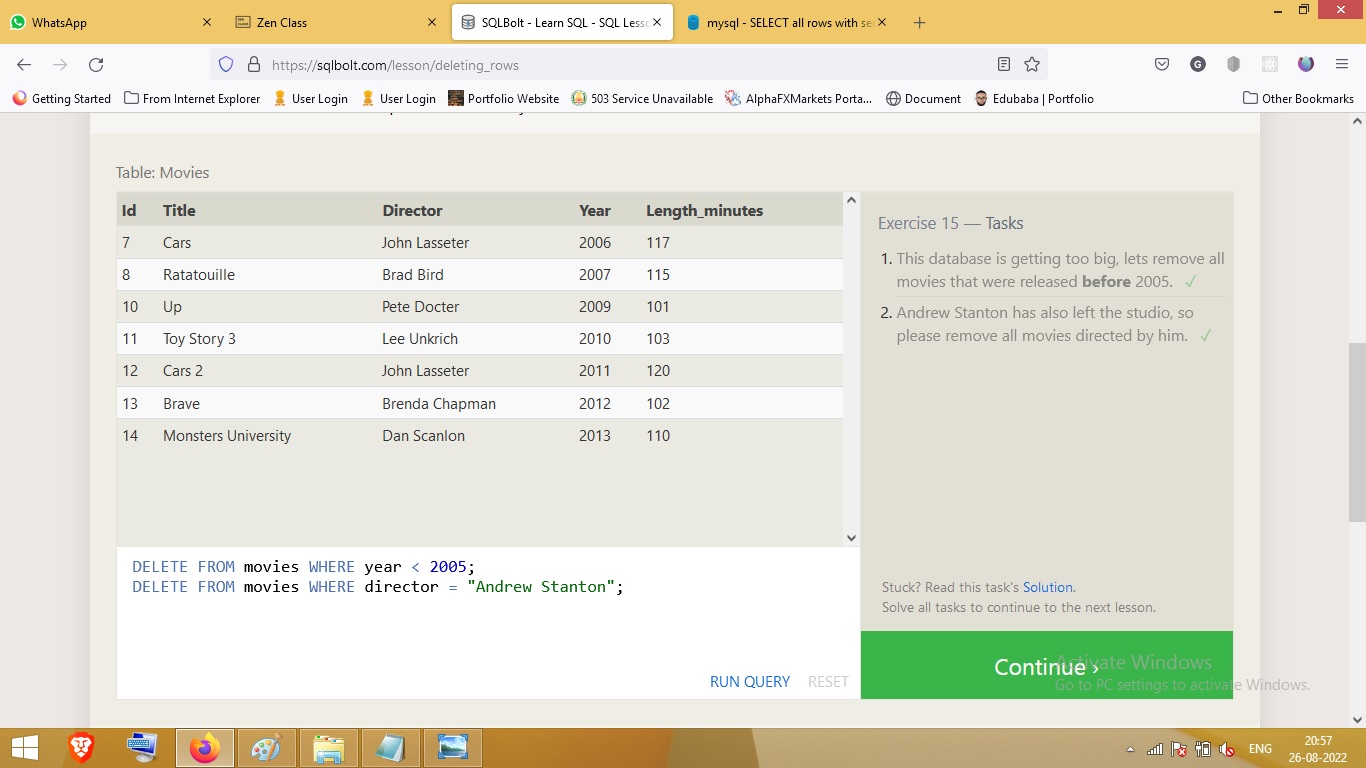 WhatsApp
Zen Class
SQLBolt - Learn SQL - SQL Less
mysql - SELECT all rows with se
https://sqlbolt.com/lesson/deleting_rows
Getting Started From Internet Explorer User Login User Login Portfolio Website 503 Service Unavailable AlphaFXMarkets Porta... Document Edubaba | Portfolio Other Bookmarks
Table: Movies
Id Title Director Year Length_minutes
7 Cars John Lasseter 2006 117
8 Ratatouille Brad Bird 2007 115
10 Up Pete Docter 2009 101
11 Toy Story 3 Lee Unkrich 2010 103
12 Cars 2 John Lasseter 2011 120
13 Brave Brenda Chapman 2012 102
14 Monsters University Dan Scanlon 2013 110
DELETE FROM movies WHERE year < 2005;
DELETE FROM movies WHERE director = "Andrew Stanton";
RUN QUERY RESET
Exercise 15 — Tasks
1. This database is getting too big, lets remove all
movies that were released before 2005. ✓
2. Andrew Stanton has also left the studio, so
please remove all movies directed by him. ✓
Stuck? Read this task's Solution.
Solve all tasks to continue to the next lesson.
Continue ›
Activate Windows
Go to PC settings to activate Windows.
ENG
20:57
26-08-2022